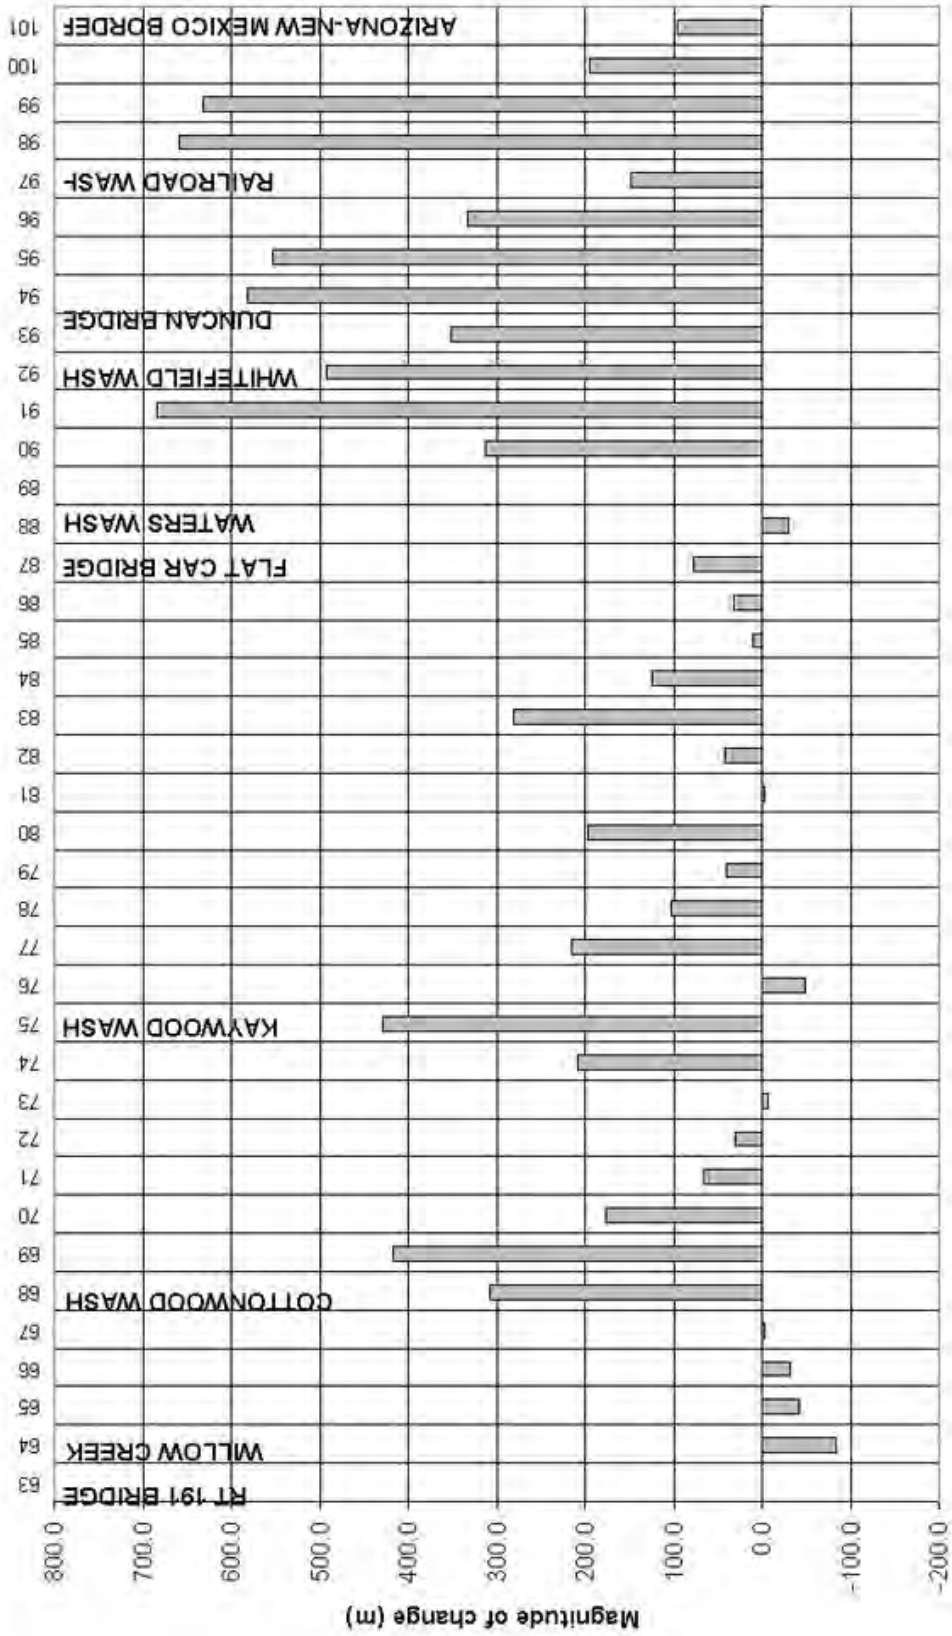 Magnitude of change (m)
800.0
700.0
600.0
500.0
400.0
300.0
200.0
100.0
0.0
-100.0
-200.0
RT 191 BRIDGE
WILLOW CREEK
COTTONWOOD WASH
KAYWOOD WASH
FLAT CAR BRIDGE
WATERS WASH
WHITEFIELD WASH
DUNCAN BRIDGE
RAILROAD WASH
ARIZONA-NEW MEXICO BORDER
63 64 65 66 67 68 69 70 71 72 73 74 75 76 77 78 79 80 81 82 83 84 85 86 87 88 89 90 91 92 93 94 95 96 97 98 99 100 101